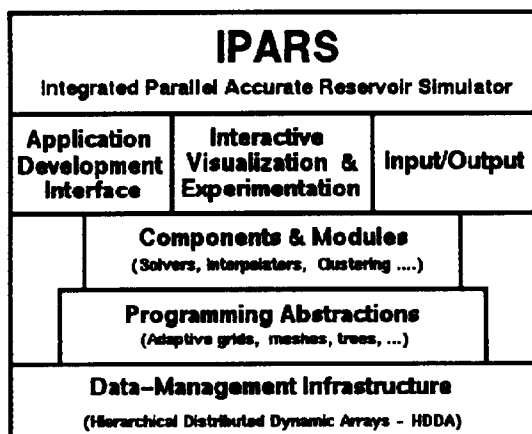 IPARS
Integrated Parallel Accurate Reservoir Simulator
Application
Development
Interface
Interactive
Visualization &
Experimentation
Input/Output
Components & Modules
(Solvers, Interpolators, Clustering ....)
Programming Abstractions
(Adaptive grids, meshes, trees, ...)
Data-Management Infrastructure
(Hierarchical Distributed Dynamic Arrays - HDDA)